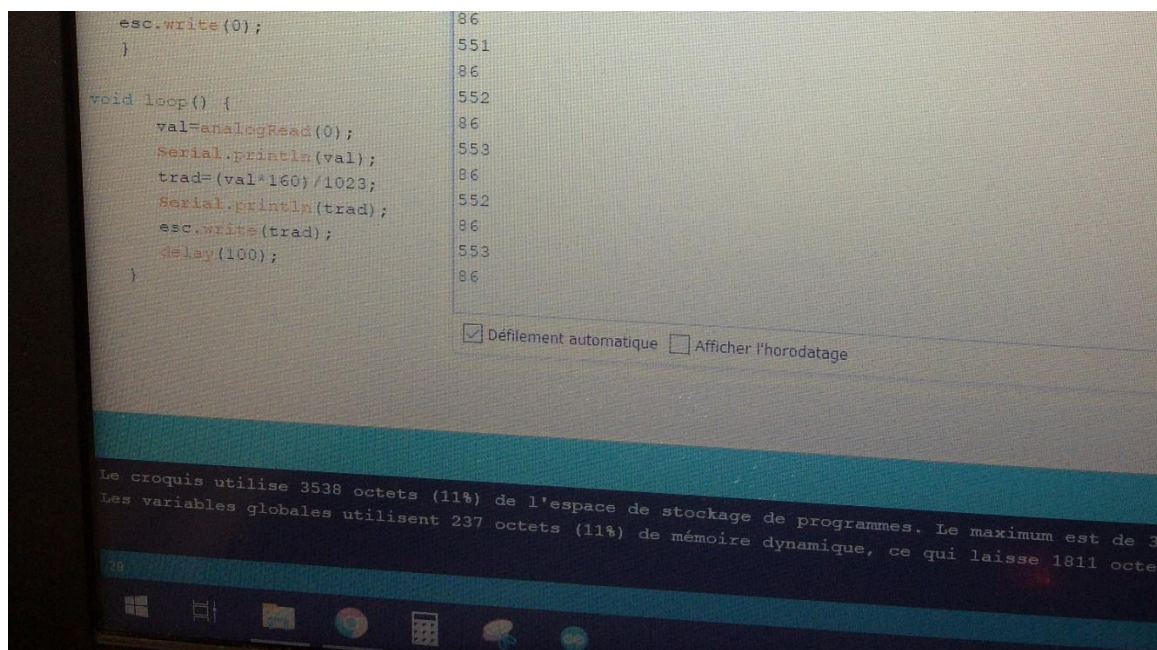 esc.write(0);
}
void loop() {
val=analogRead(0);
Serial.println(val);
trad=(val*160)/1023;
Serial.println(trad);
esc.write(trad);
delay(100);
}
86
551
86
552
86
553
86
552
86
553
86
Défilement automatique Afficher l'horodatage
Le croquis utilise 3538 octets (11%) de l'espace de stockage de programmes. Le maximum est de 3
Les variables globales utilisent 237 octets (11%) de mémoire dynamique, ce qui laisse 1811 octe